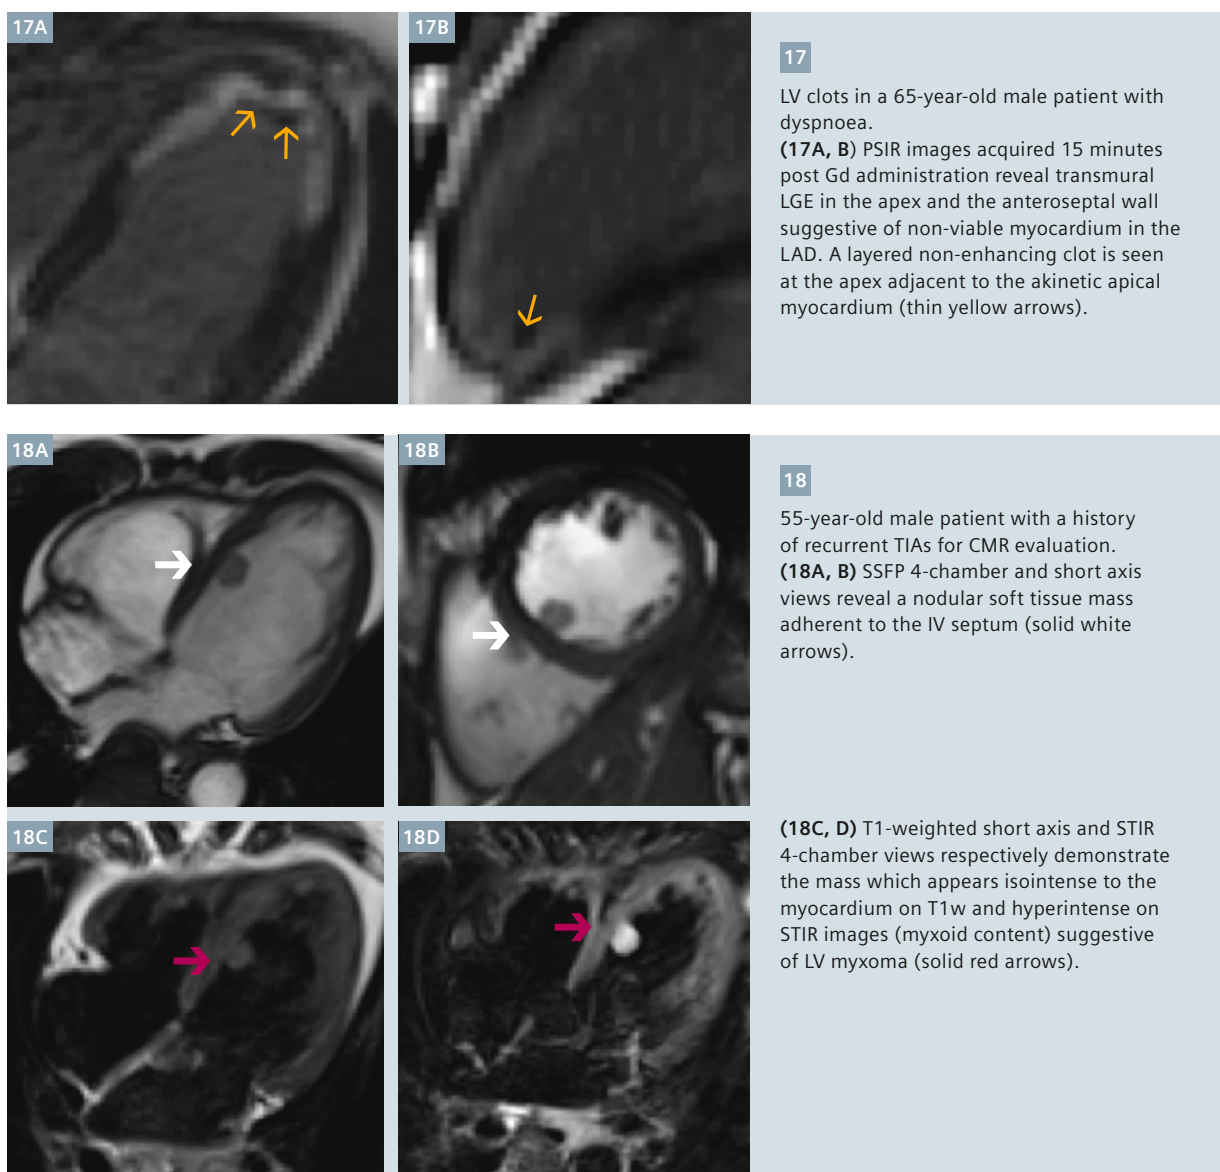 17A
17B
17
LV clots in a 65-year-old male patient with
dyspnoea.
(17A, B) PSIR images acquired 15 minutes
post Gd administration reveal transmural
LGE in the apex and the anteroseptal wall
suggestive of non-viable myocardium in the
LAD. A layered non-enhancing clot is seen
at the apex adjacent to the akinetic apical
myocardium (thin yellow arrows).
18A
18B
18
55-year-old male patient with a history
of recurrent TIAs for CMR evaluation.
(18A, B) SSFP 4-chamber and short axis
views reveal a nodular soft tissue mass
adherent to the IV septum (solid white
arrows).
18C
18D
(18C, D) T1-weighted short axis and STIR
4-chamber views respectively demonstrate
the mass which appears isointense to the
myocardium on T1w and hyperintense on
STIR images (myxoid content) suggestive
of LV myxoma (solid red arrows).